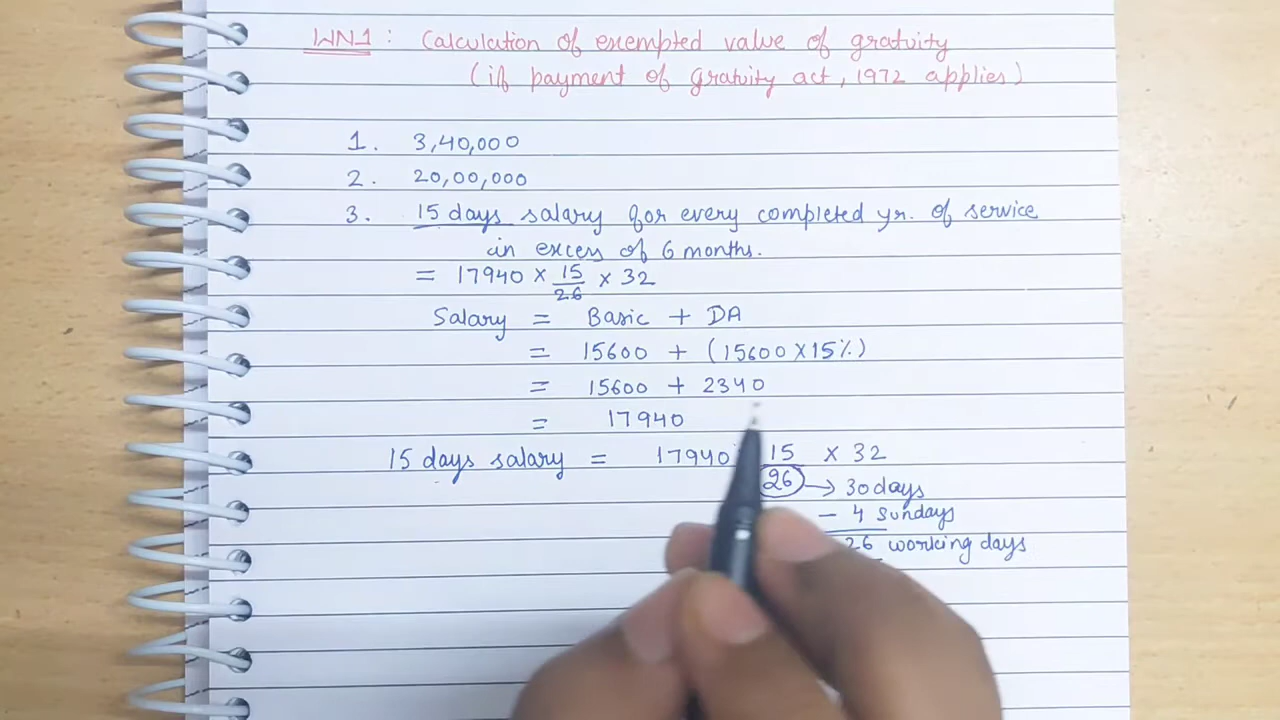 WN1 : Calculation of exempted value of gratuity
(if payment of gratuity act, 1972 applies)
1. 3,40,000
2. 20,00,000
3. 15 days salary for every completed yr. of service
in excess of 6 months.
= 17940 × 15/26 × 32
Salary = Basic + DA
= 15600 + (15600 × 15%)
= 15600 + 2340
= 17940
15 days salary = 17940 15 × 32
26 → 30 days
- 4 Sundays
26 working days